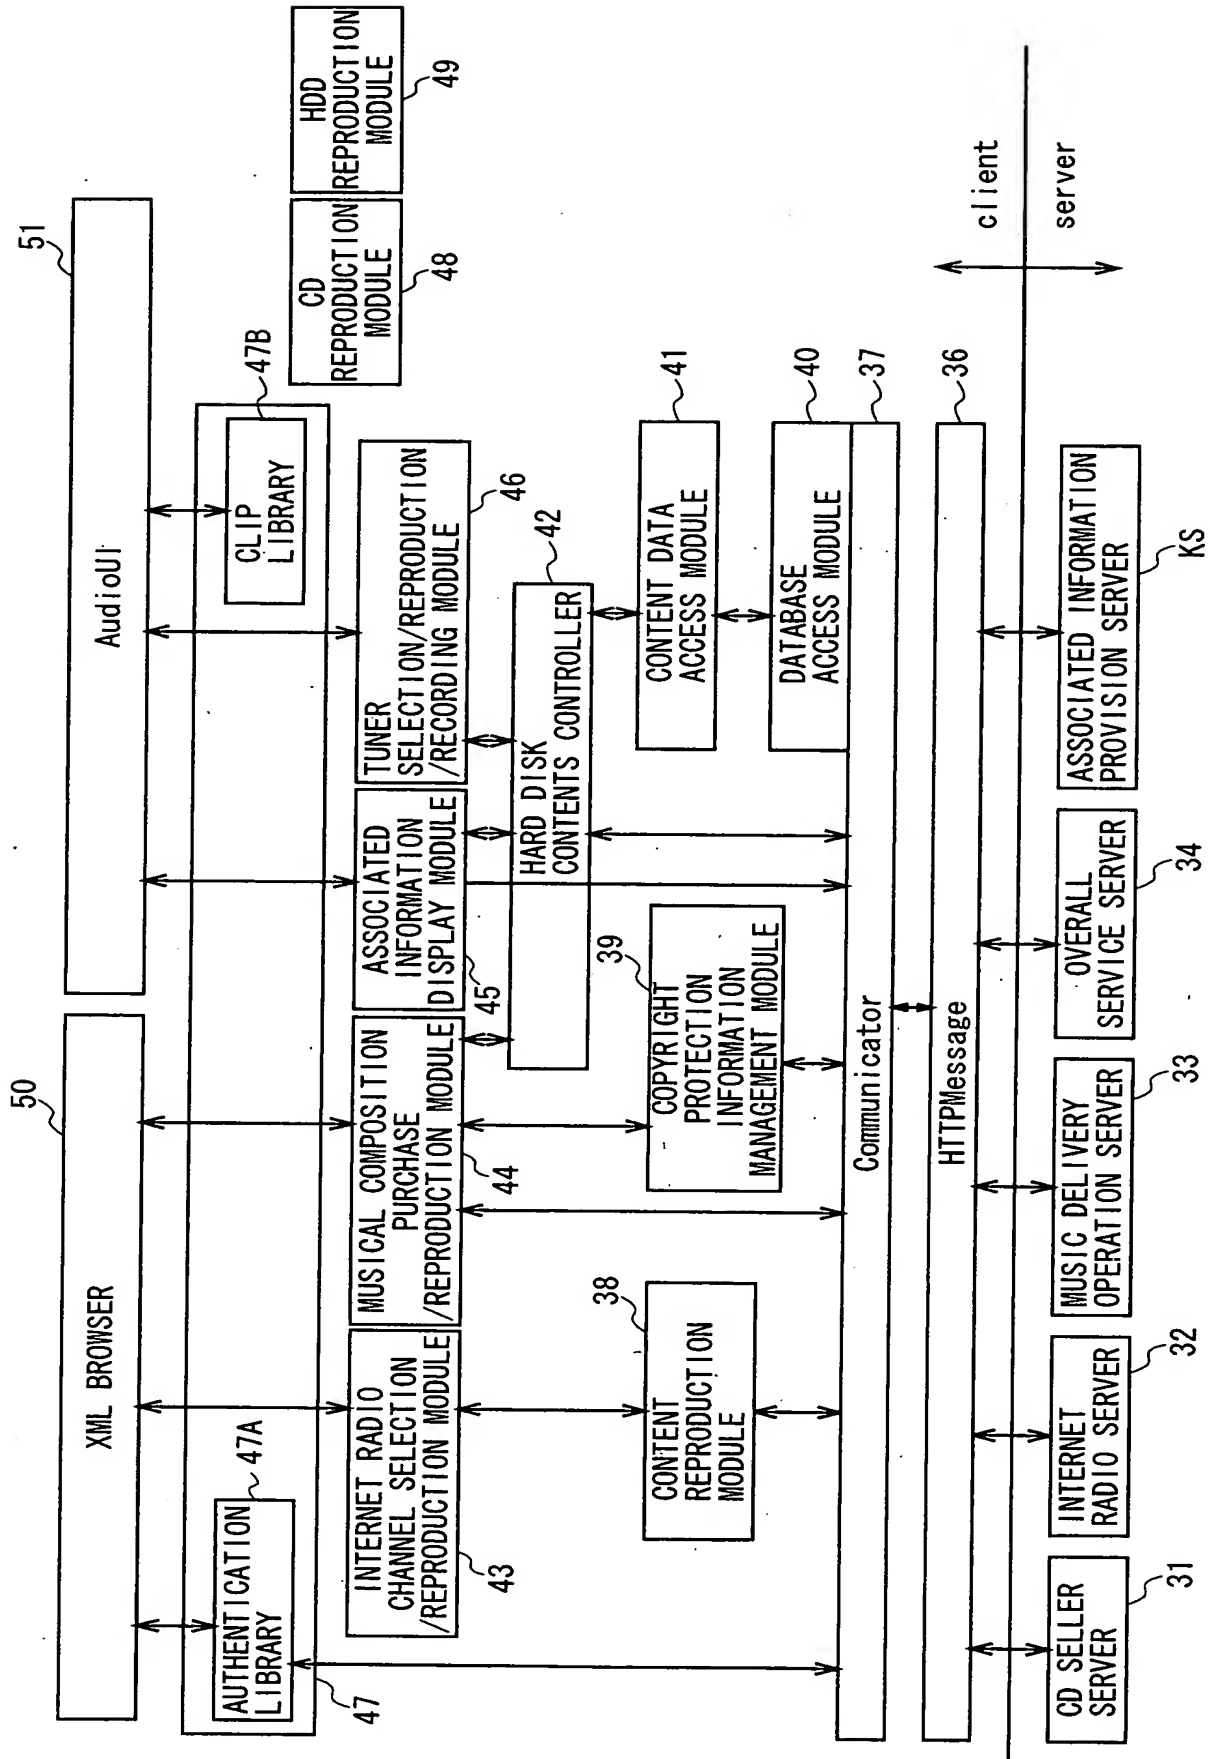 50
XML BROWSER
51
AudioUI
AUTHENTICATION
LIBRARY
47A
47
CLIP
LIBRARY
47B
INTERNET RADIO
CHANNEL SELECTION
/REPRODUCTION MODULE
43
MUSICAL COMPOSITION
PURCHASE
/REPRODUCTION MODULE
44
ASSOCIATED
INFORMATION
DISPLAY MODULE
45
TUNER
SELECTION/REPRODUCTION
/RECORDING MODULE
46
CD
REPRODUCTION
MODULE
48
HDD
REPRODUCTION
MODULE
49
HARD DISK
CONTENTS CONTROLLER
42
CONTENT
REPRODUCTION
MODULE
38
COPYRIGHT
PROTECTION
INFORMATION
MANAGEMENT MODULE
39
CONTENT DATA
ACCESS MODULE
41
DATABASE
ACCESS MODULE
40
Communicator
37
HTTPMessage
36
client
server
CD SELLER
SERVER
31
INTERNET
RADIO SERVER
32
MUSIC DELIVERY
OPERATION SERVER
33
OVERALL
SERVICE SERVER
34
ASSOCIATED INFORMATION
PROVISION SERVER
KS